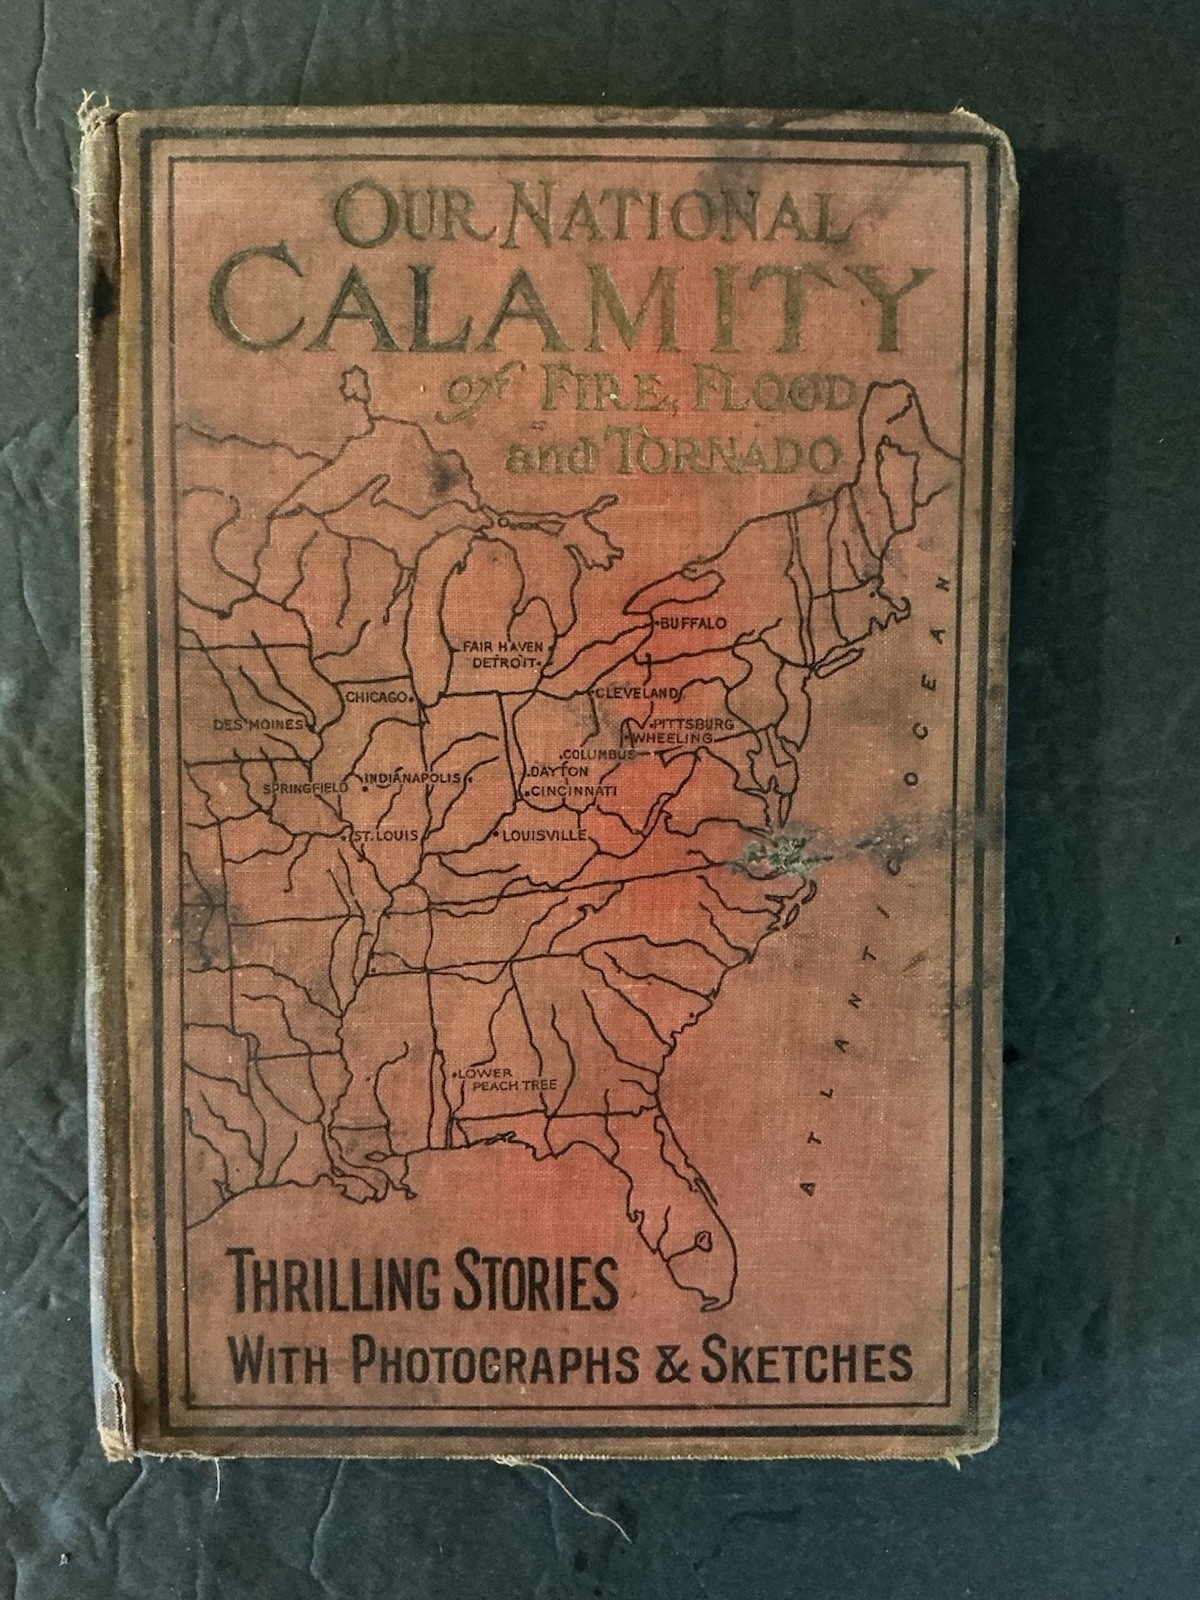 OUR NATIONAL
CALAMITY
of FIRE, FLOOD
and TORNADO
BUFFALO
FAIR HAVEN
DETROIT
CHICAGO
CLEVELAND
DES MOINES
PITTSBURG
WHEELING
COLUMBUS
DAYTON
INDIANAPOLIS
SPRINGFIELD
CINCINNATI
ST. LOUIS
LOUISVILLE
LOWER
PEACH TREE
ATLANTIC OCEAN
THRILLING STORIES
WITH PHOTOGRAPHS & SKETCHES